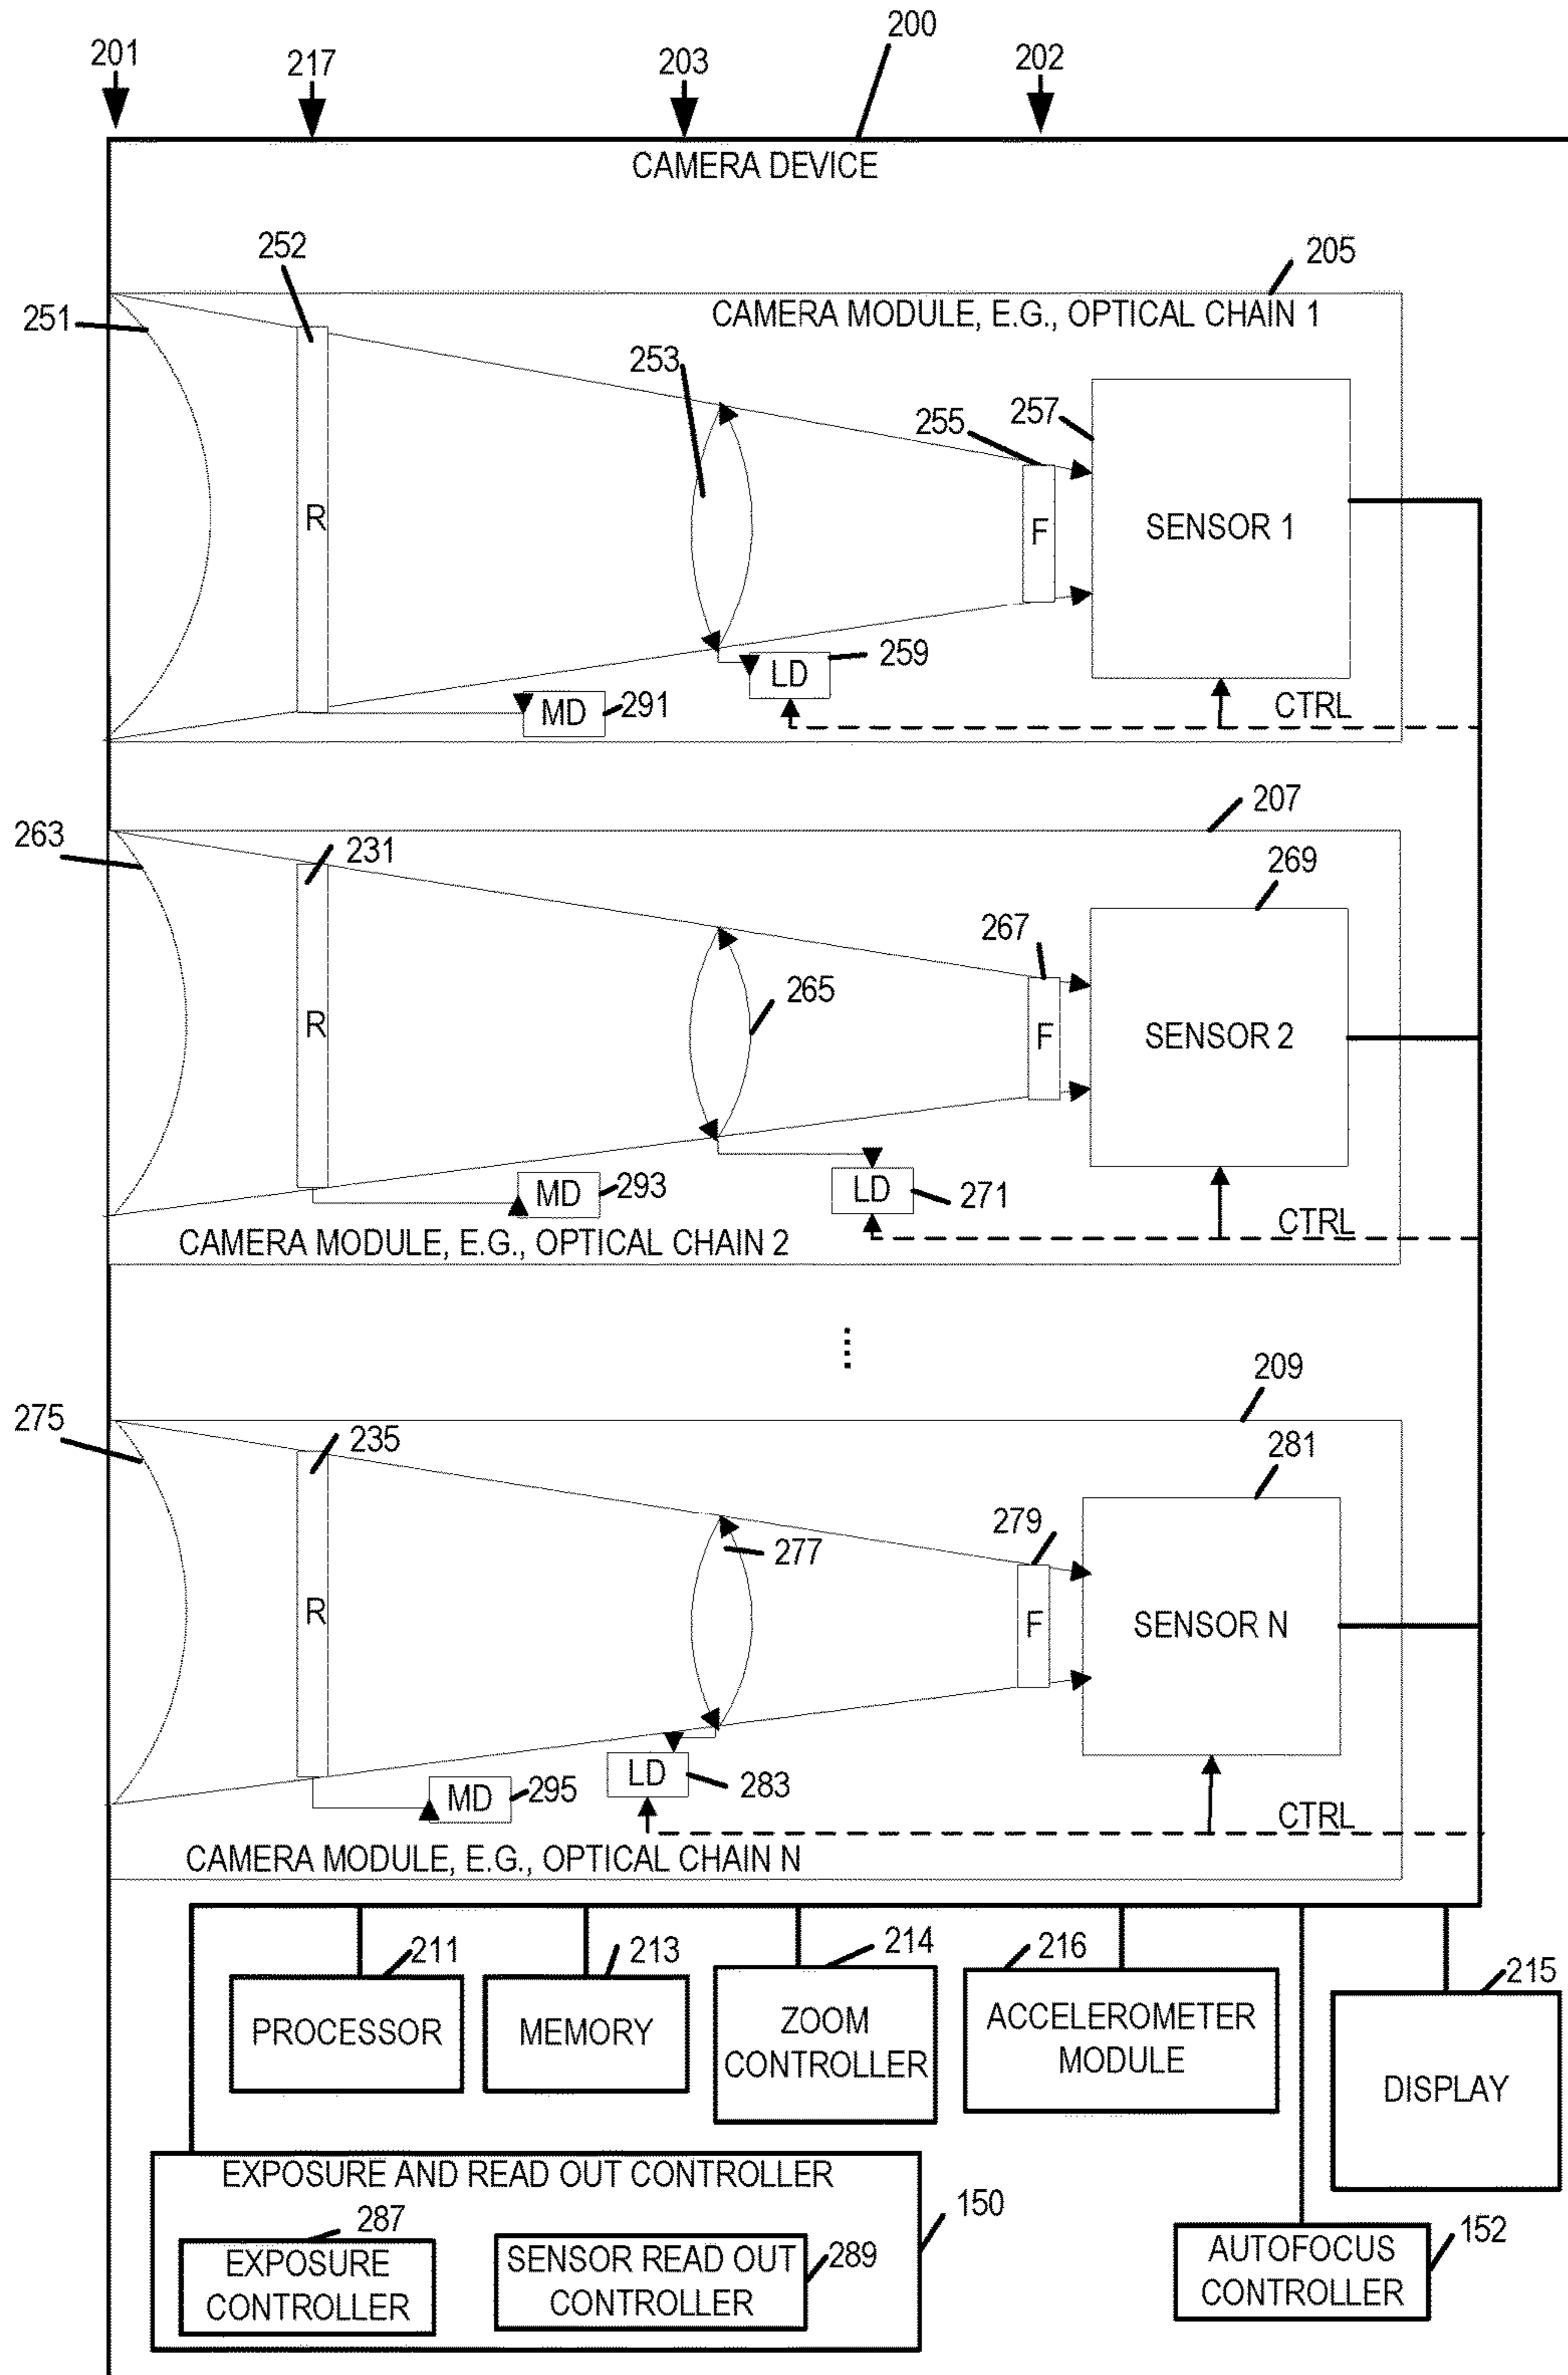 200
201
217
203
202
CAMERA DEVICE
252
205
251
CAMERA MODULE, E.G., OPTICAL CHAIN 1
253
255
257
R
F
SENSOR 1
LD
259
MD
291
CTRL
207
263
231
269
267
265
R
F
SENSOR 2
MD
293
LD
271
CTRL
CAMERA MODULE, E.G., OPTICAL CHAIN 2
....
209
275
235
281
279
277
R
F
SENSOR N
LD
283
MD
295
CTRL
CAMERA MODULE, E.G., OPTICAL CHAIN N
211
213
214
216
215
PROCESSOR
MEMORY
ZOOM
CONTROLLER
ACCELEROMETER
MODULE
DISPLAY
EXPOSURE AND READ OUT CONTROLLER
150
287
EXPOSURE
CONTROLLER
SENSOR READ OUT
CONTROLLER
289
AUTOFOCUS
CONTROLLER
152